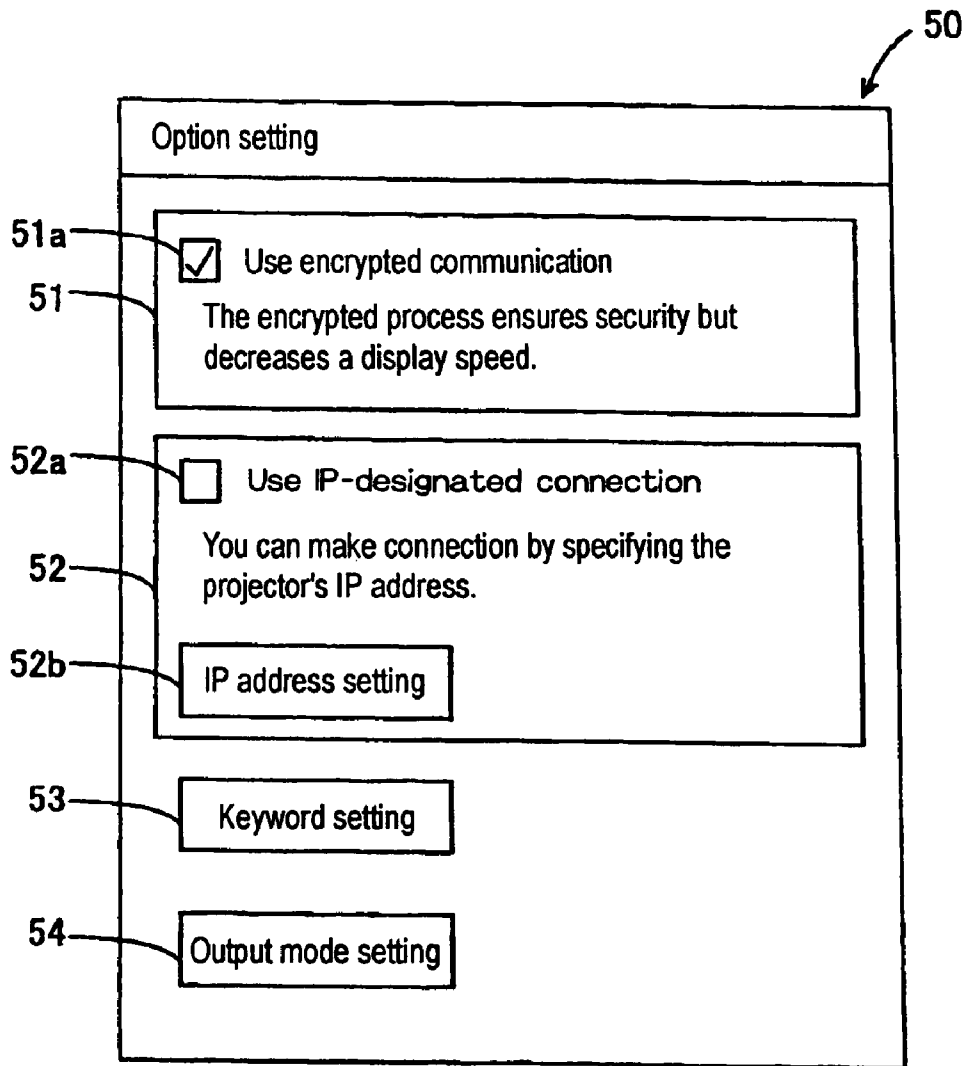 50
Option setting
51a
Use encrypted communication
51
The encrypted process ensures security but
decreases a display speed.
52a
Use IP-designated connection
52
You can make connection by specifying the
projector's IP address.
52b
IP address setting
53
Keyword setting
54
Output mode setting